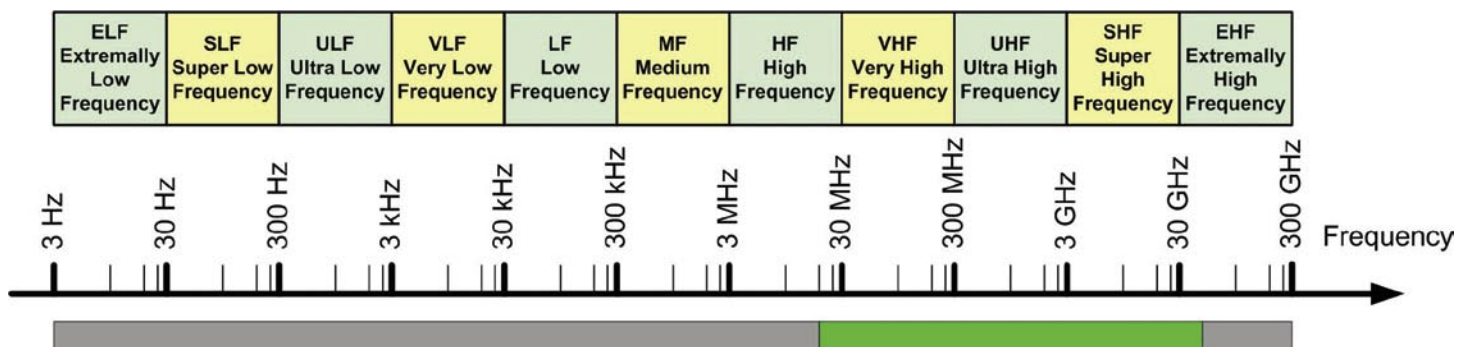 ELF
Extremally
Low
Frequency
SLF
Super Low
Frequency
ULF
Ultra Low
Frequency
VLF
Very Low
Frequency
LF
Low
Frequency
MF
Medium
Frequency
HF
High
Frequency
VHF
Very High
Frequency
UHF
Ultra High
Frequency
SHF
Super
High
Frequency
EHF
Extremally
High
Frequency
3 Hz
30 Hz
300 Hz
3 kHz
30 kHz
300 kHz
3 MHz
30 MHz
300 MHz
3 GHz
30 GHz
300 GHz
Frequency